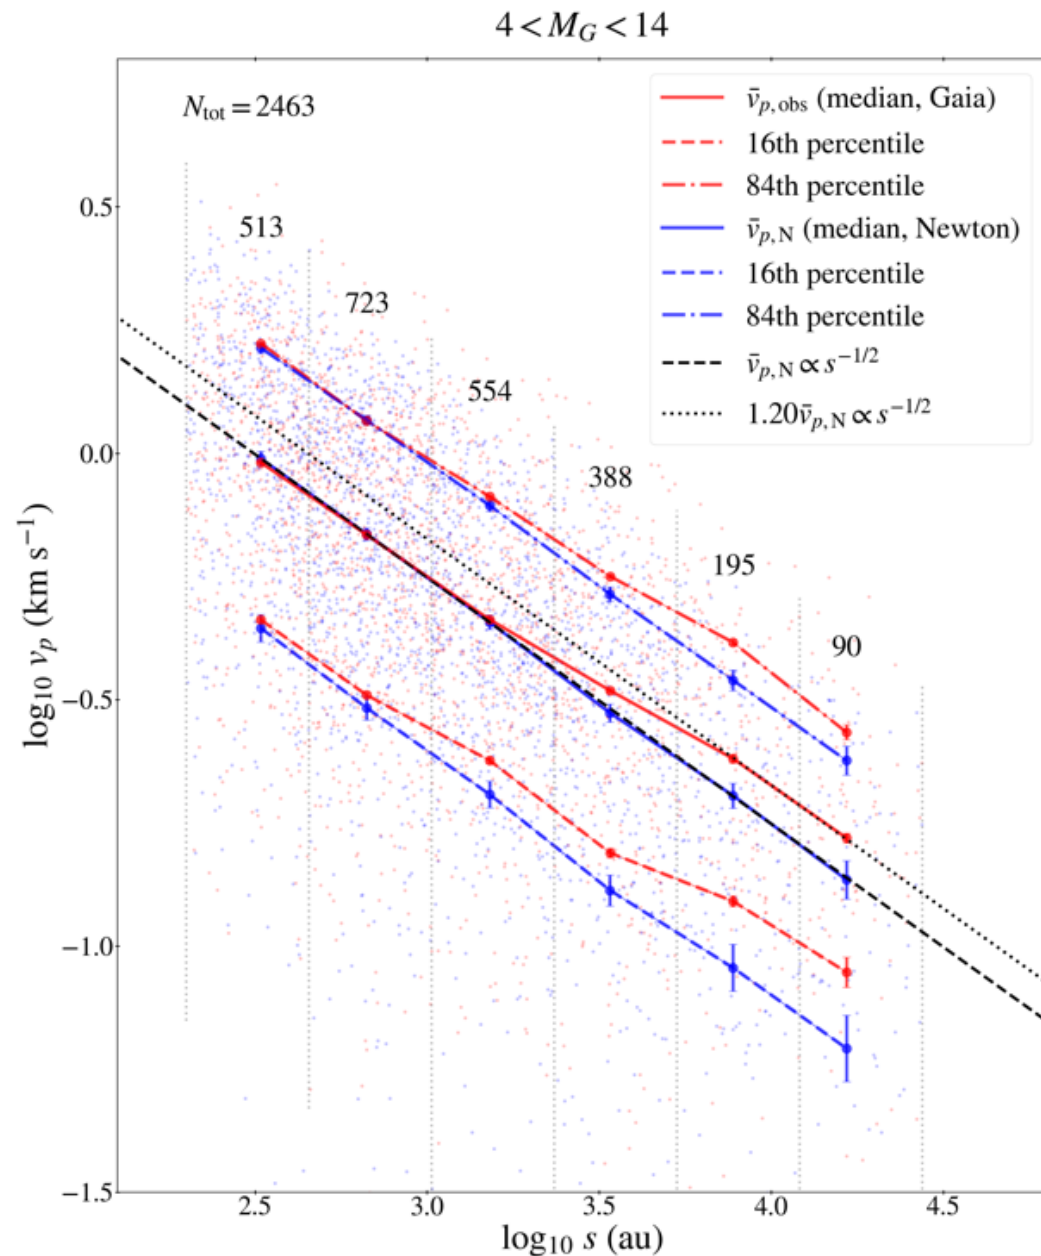 4 < M_G < 14
N_tot = 2463
v̄_p, obs (median, Gaia)
16th percentile
84th percentile
v̄_p, N (median, Newton)
16th percentile
84th percentile
v̄_p, N ∝ s^−1/2
1.20v̄_p, N ∝ s^−1/2
513
723
554
388
195
90
0.5
0.0
−0.5
−1.0
−1.5
log₁₀ v_p (km s⁻¹)
2.5 3.0 3.5 4.0 4.5
log₁₀ s (au)